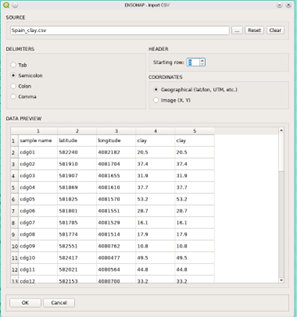 ENSOMAP - Import CSV
SOURCE
Spain_clay.csv ... Reset Clear
DELIMITERS HEADER
Tab Starting row:
Semicolon
Colon COORDINATES
Comma Geographical (lat/lon, UTM, etc.)
Image (X, Y)
DATA PREVIEW
1 2 3 4 5
1 sample name latitude longitude clay clay
2 cdg01 582240 4082182 20.5 20.5
3 cdg02 581910 4081704 37.4 37.4
4 cdg03 581907 4081655 31.9 31.9
5 cdg04 581869 4081610 37.7 37.7
6 cdg05 581825 4081570 53.2 53.2
7 cdg06 581801 4081551 28.7 28.7
8 cdg07 581785 4081529 16.1 16.1
9 cdg08 581774 4081514 17.9 17.9
10 cdg09 582551 4080762 10.8 10.8
11 cdg10 582417 4080477 49.5 49.5
12 cdg11 582021 4080564 44.8 44.8
13 cdg12 582153 4080700 33.2 33.2
OK Cancel